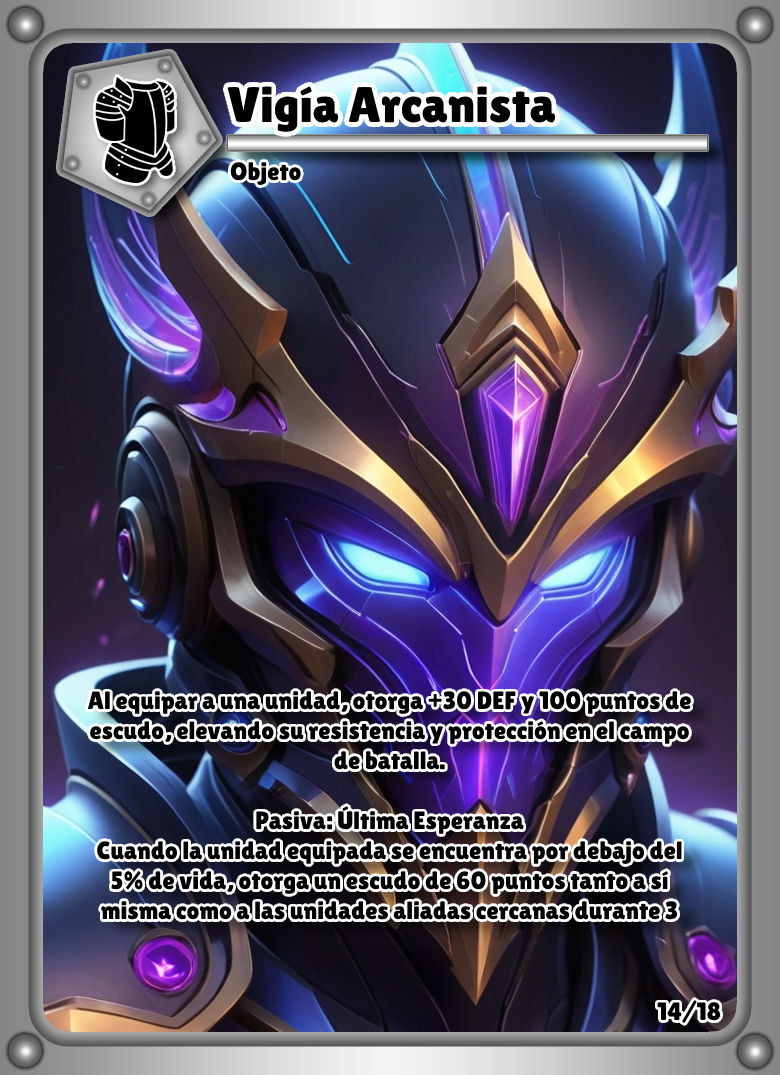 Vigía Arcanista
Objeto
Al equipar a una unidad, otorga +30 DEF y 100 puntos de
escudo, elevando su resistencia y protección en el campo
de batalla.
Pasiva: Última Esperanza
Cuando la unidad equipada se encuentra por debajo del
5% de vida, otorga un escudo de 60 puntos tanto a sí
misma como a las unidades aliadas cercanas durante 3
14/18